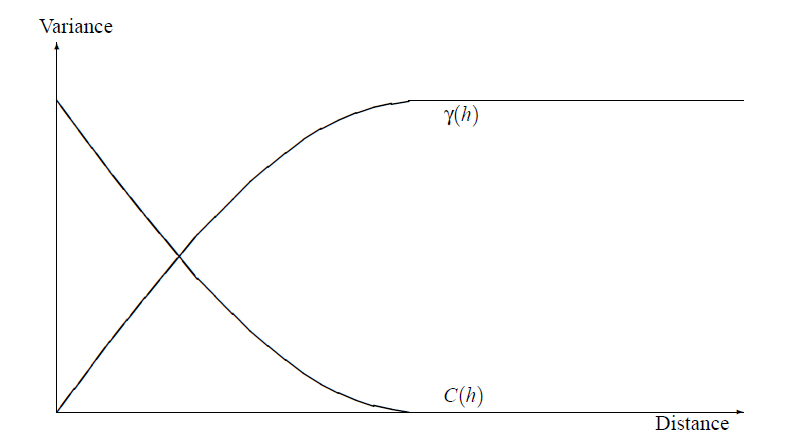 Variance
γ(h)
C(h)
Distance